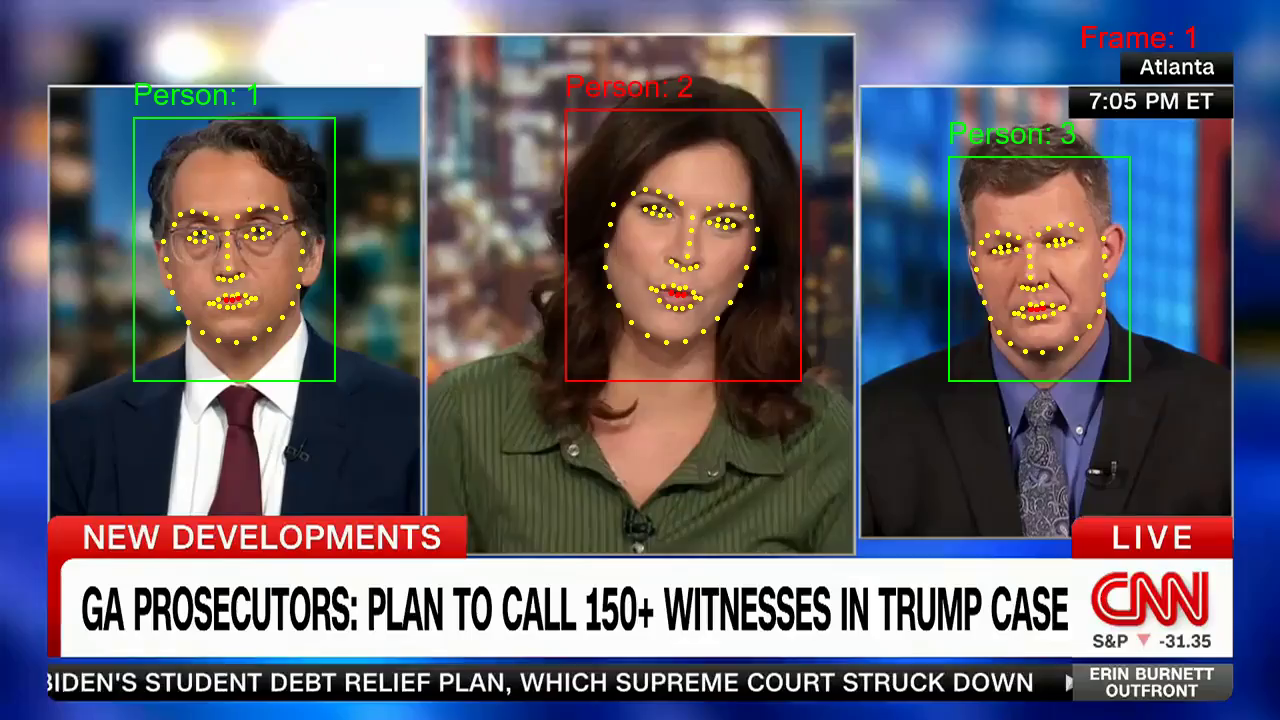 Frame: 1
Atlanta
7:05 PM ET
Person: 1
Person: 2
Person: 3
NEW DEVELOPMENTS
LIVE
GA PROSECUTORS: PLAN TO CALL 150+ WITNESSES IN TRUMP CASE
CNN
S&P ▼ -31.35
BIDEN'S STUDENT DEBT RELIEF PLAN, WHICH SUPREME COURT STRUCK DOWN
ERIN BURNETT
OUTFRONT